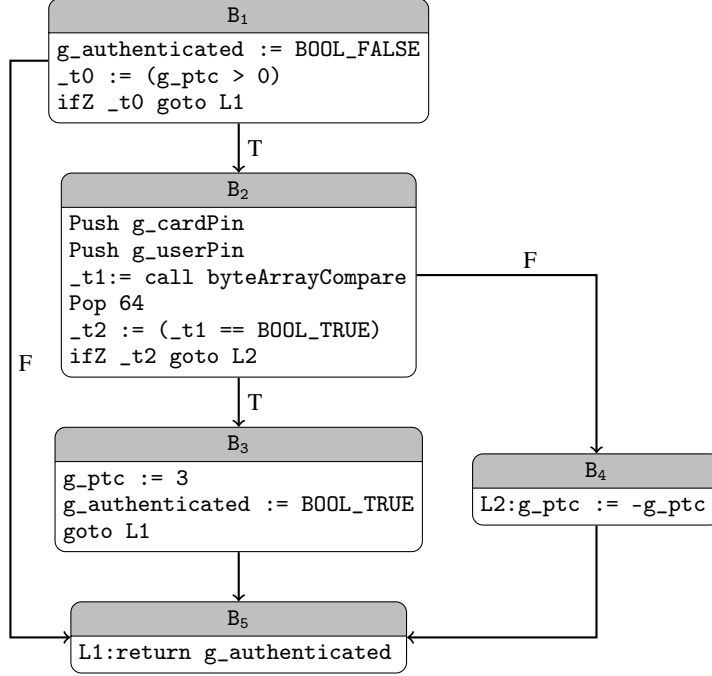 B₁
g_authenticated := BOOL_FALSE
_t0 := (g_ptc > 0)
ifZ _t0 goto L1
T
B₂
Push g_cardPin
Push g_userPin
_t1:= call byteArrayCompare
Pop 64
_t2 := (_t1 == BOOL_TRUE)
ifZ _t2 goto L2
F
F
T
B₃
g_ptc := 3
g_authenticated := BOOL_TRUE
goto L1
B₄
L2:g_ptc := -g_ptc
B₅
L1:return g_authenticated